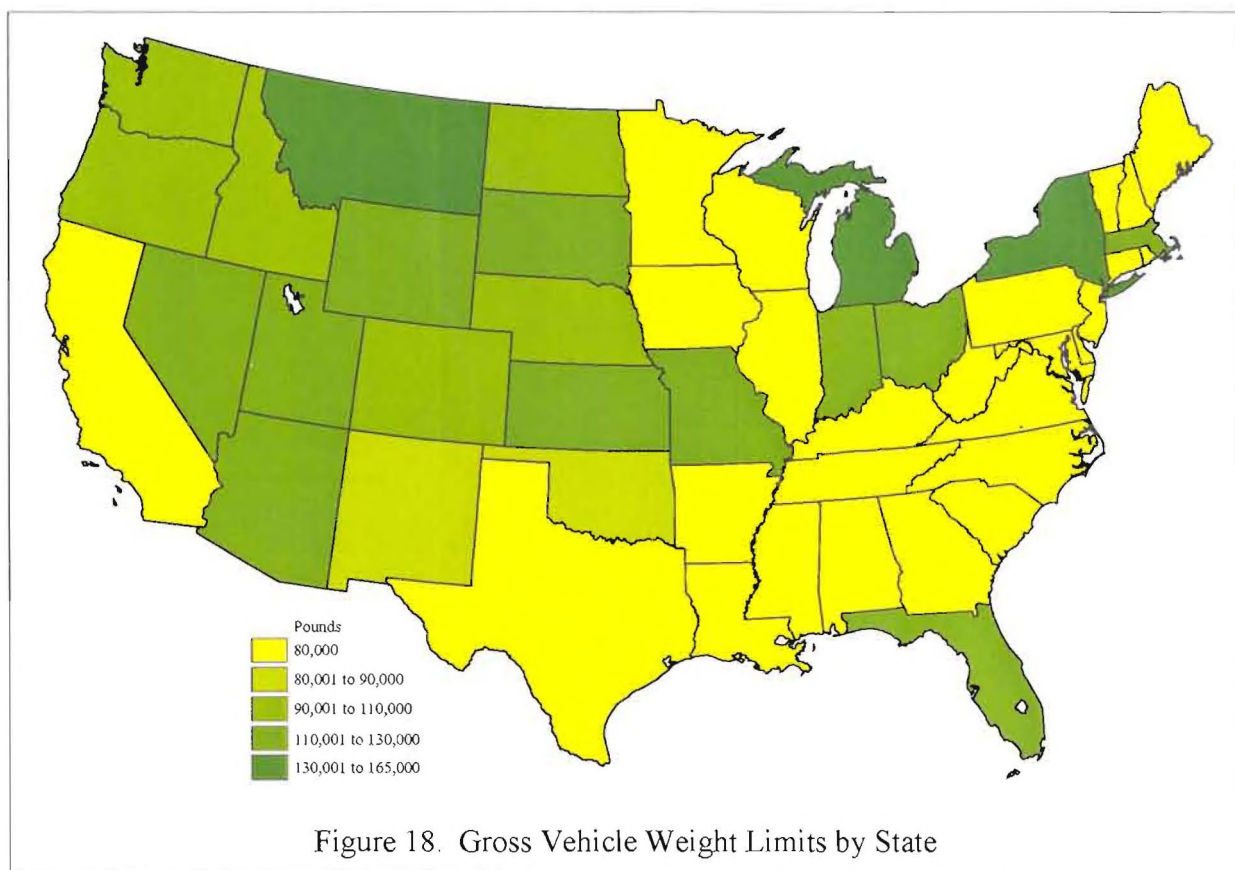 Pounds
80,000
80,001 to 90,000
90,001 to 110,000
110,001 to 130,000
130,001 to 165,000
Figure 18. Gross Vehicle Weight Limits by State